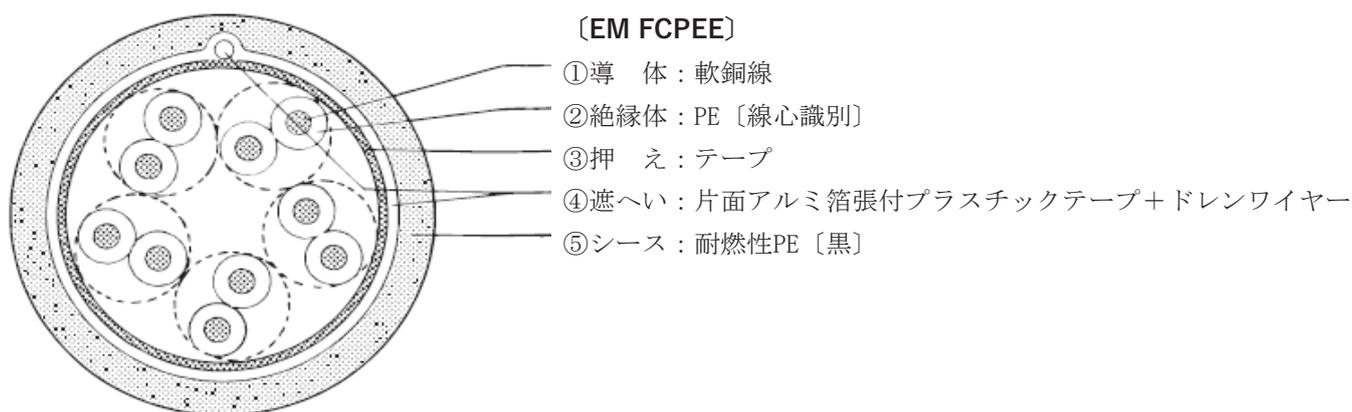 〔EM FCPEE〕
①導　体：軟銅線
②絶縁体：PE〔線心識別〕
③押　え：テープ
④遮へい：片面アルミ箔張付プラスチックテープ＋ドレンワイヤー
⑤シース：耐燃性PE〔黒〕